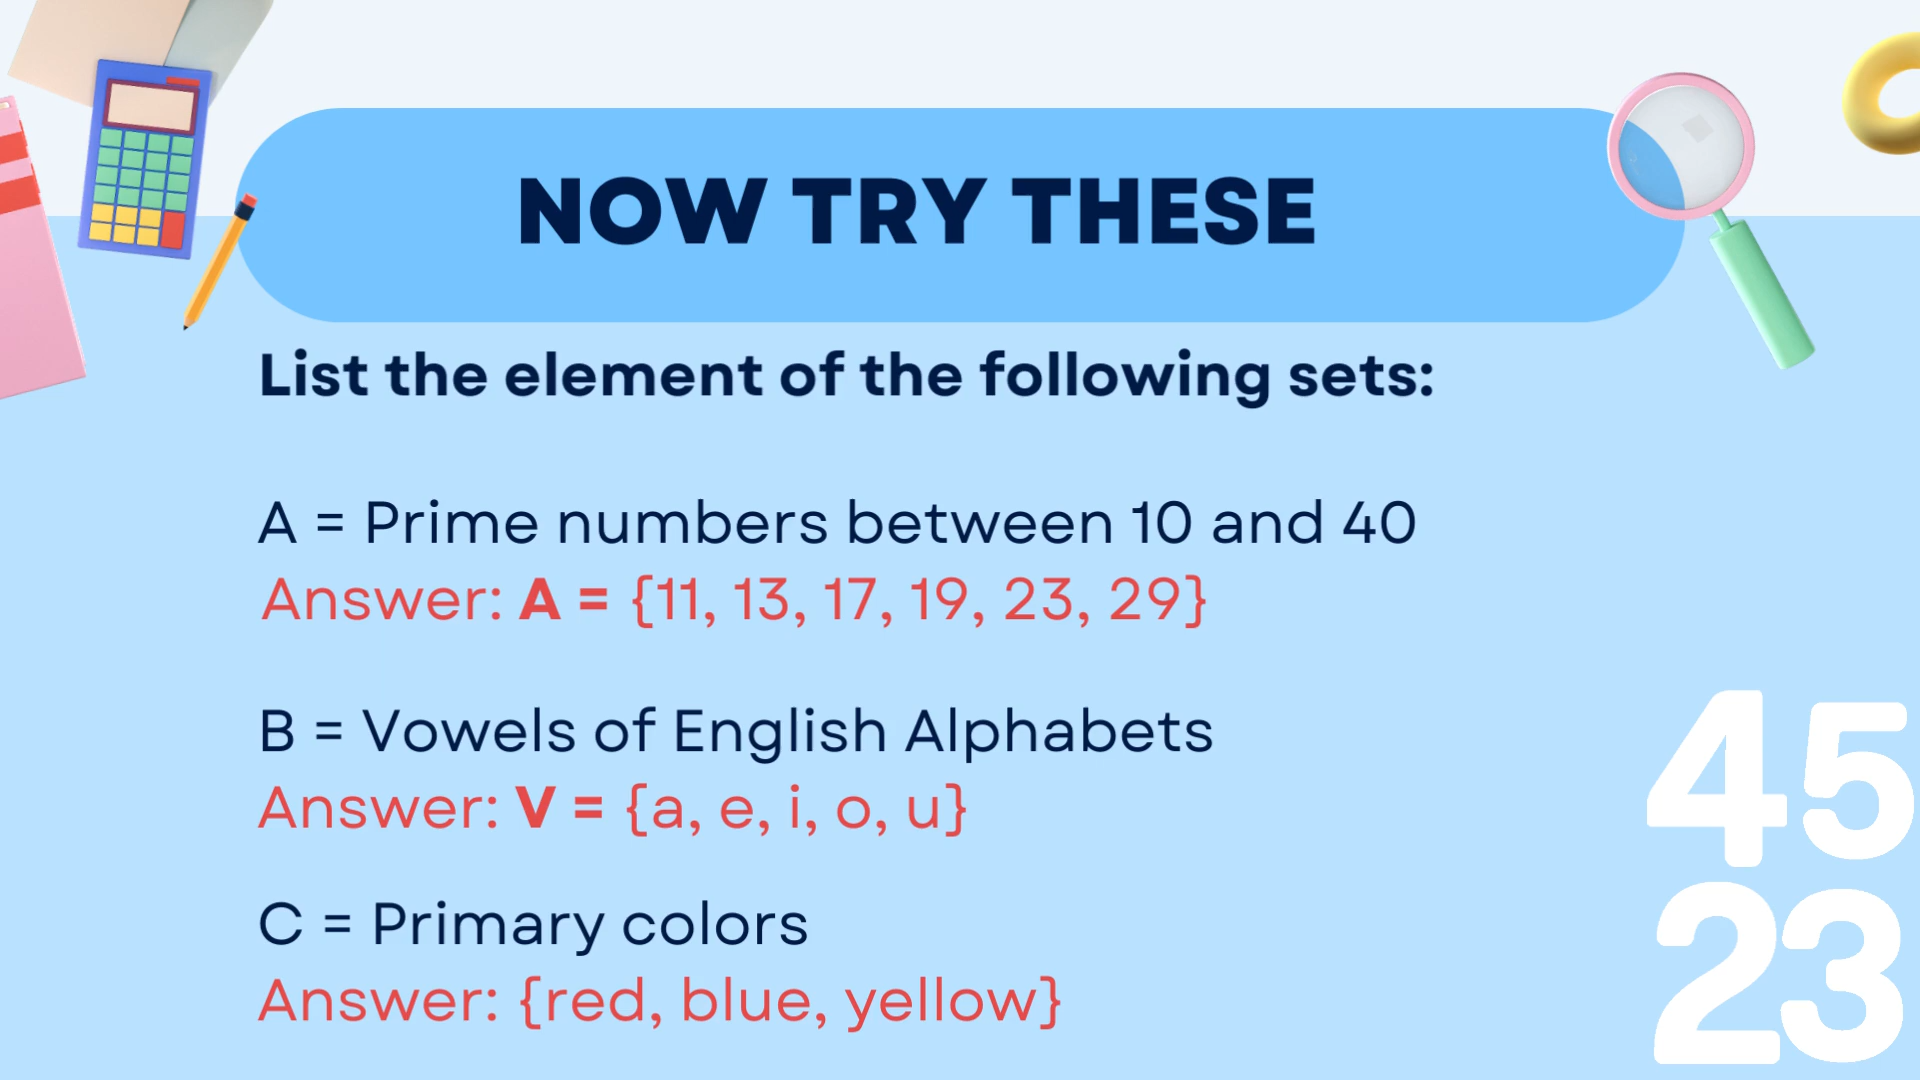 NOW TRY THESE
List the element of the following sets:
A = Prime numbers between 10 and 40
Answer: A = {11, 13, 17, 19, 23, 29}
B = Vowels of English Alphabets
Answer: V = {a, e, i, o, u}
C = Primary colors
Answer: {red, blue, yellow}
45
23